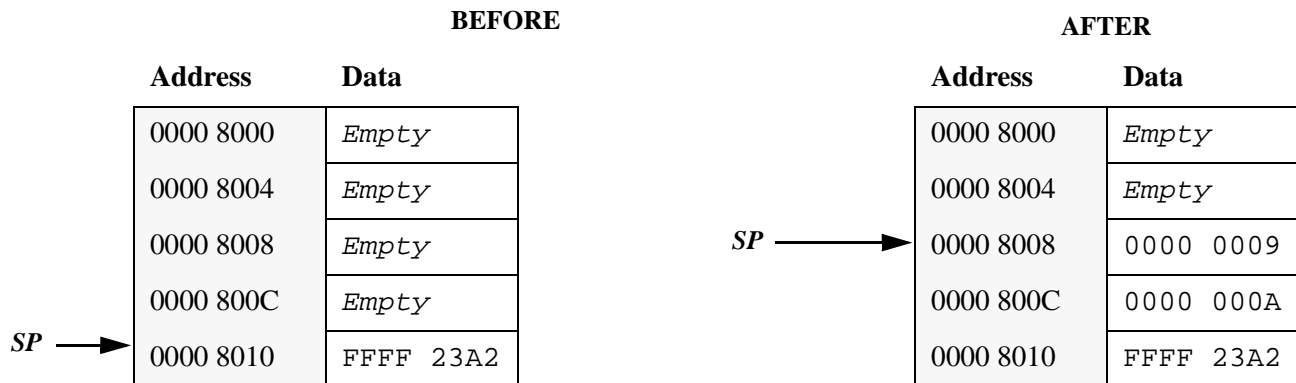 BEFORE
Address Data
0000 8000 Empty
0000 8004 Empty
0000 8008 Empty
0000 800C Empty
SP 0000 8010 FFFF 23A2
AFTER
Address Data
0000 8000 Empty
0000 8004 Empty
SP 0000 8008 0000 0009
0000 800C 0000 000A
0000 8010 FFFF 23A2